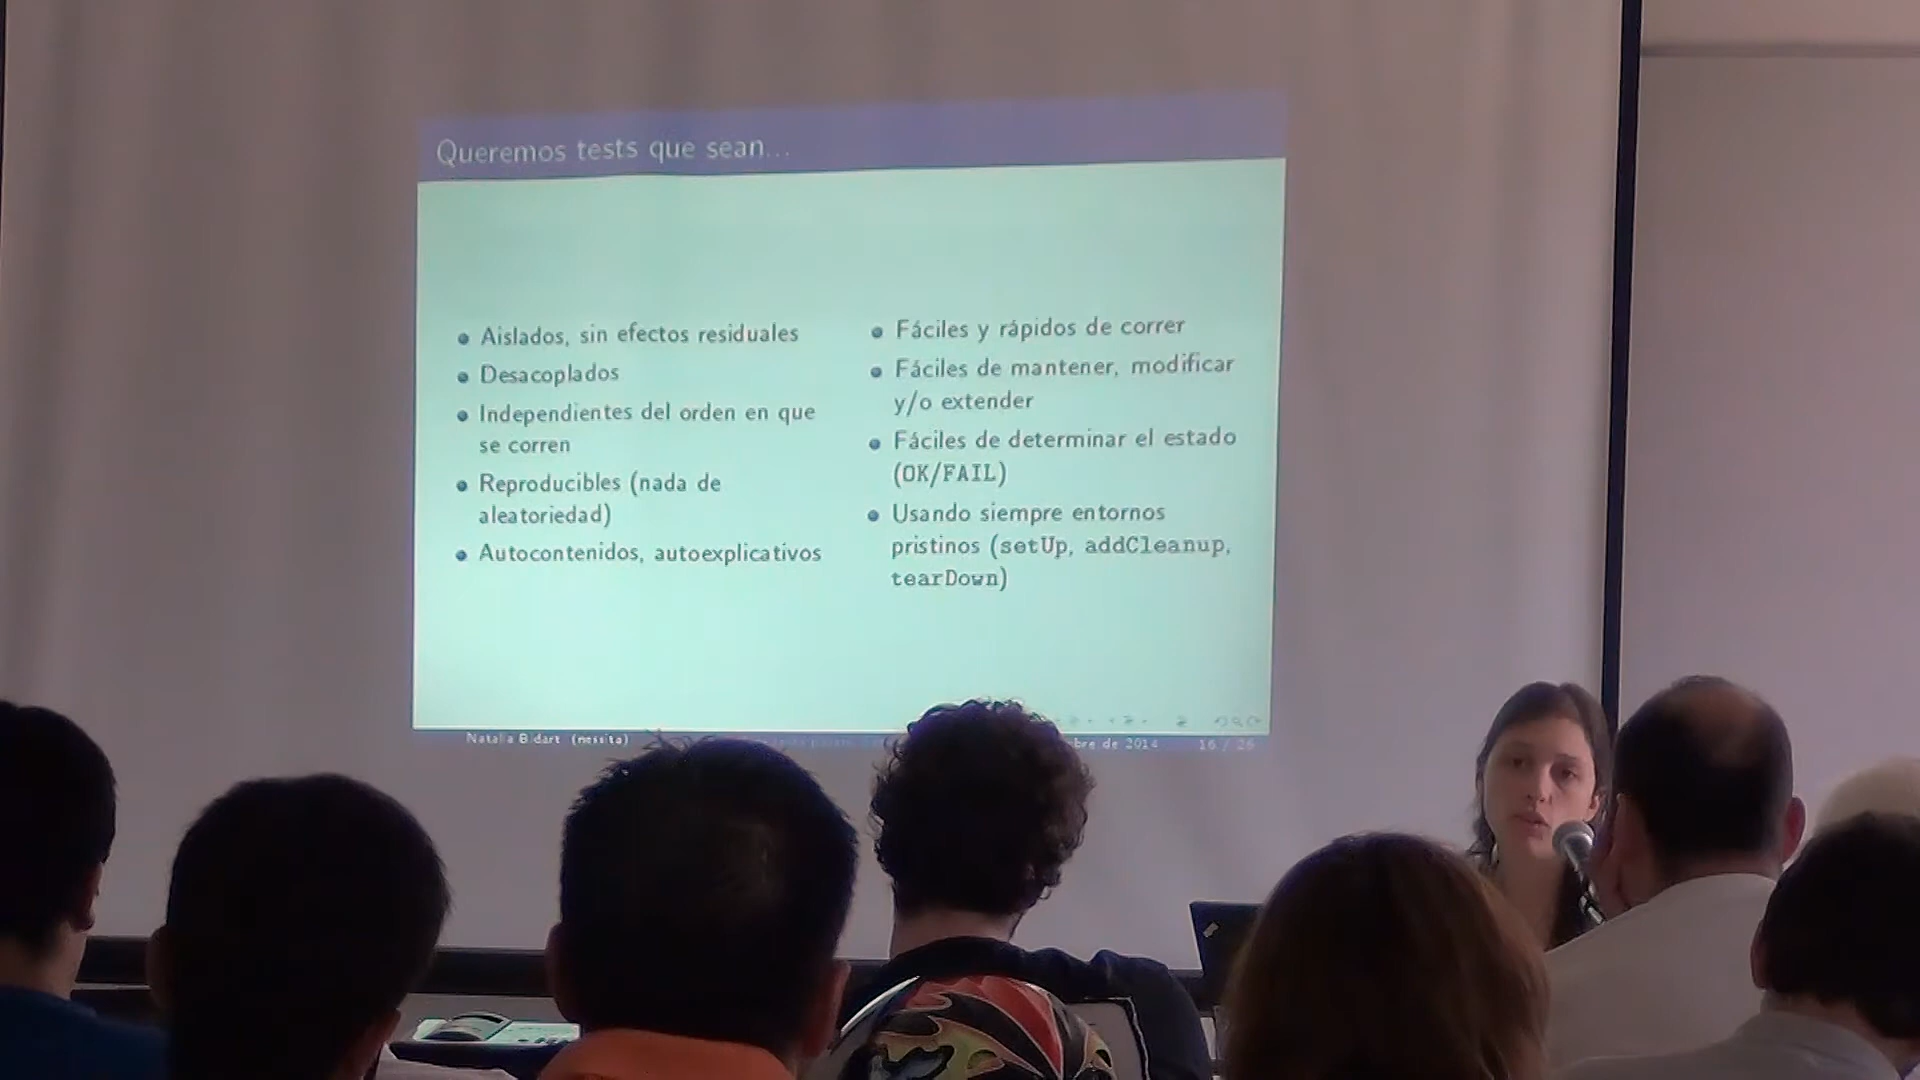 Queremos tests que sean...
Aislados, sin efectos residuales
Desacoplados
Independientes del orden en que
se corren
Reproducibles (nada de
aleatoriedad)
Autocontenidos, autoexplicativos
Fáciles y rápidos de correr
Fáciles de mantener, modificar
y/o extender
Fáciles de determinar el estado
(OK/FAIL)
Usando siempre entornos
pristinos (setUp, addCleanup,
tearDown)
Natalia Bidart (nessita)
bre de 2014
16 / 26